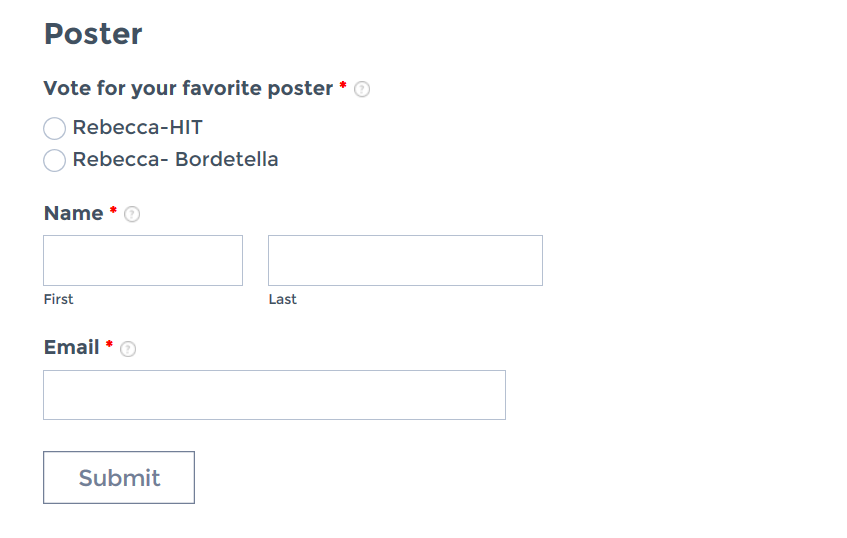 Poster
Vote for your favorite poster * ?
Rebecca-HIT
Rebecca- Bordetella
Name * ?
First Last
Email * ?
Submit